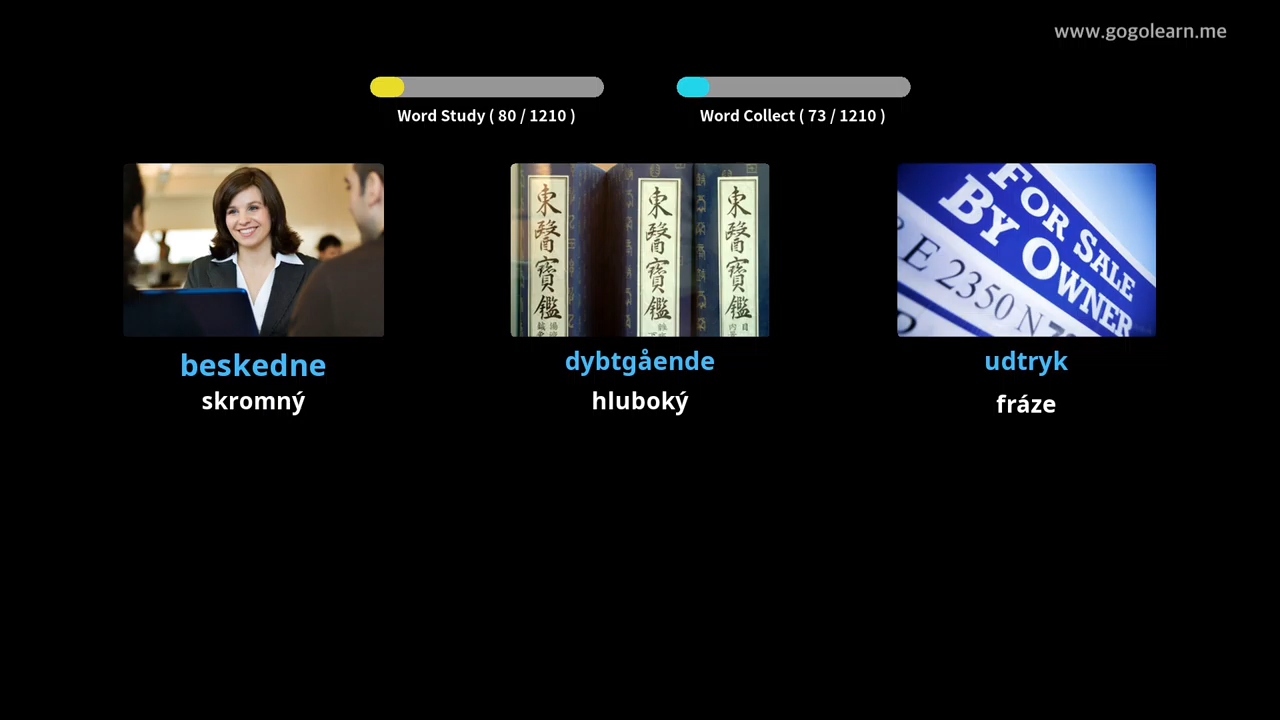 www.gogolearn.me
Word Study ( 80 / 1210 )
Word Collect ( 73 / 1210 )
東醫寶鑑
東醫寶鑑
東醫寶鑑
FOR SALE
BY OWNER
E 2350 N
beskedne
dybtgående
udtryk
skromný
hluboký
fráze